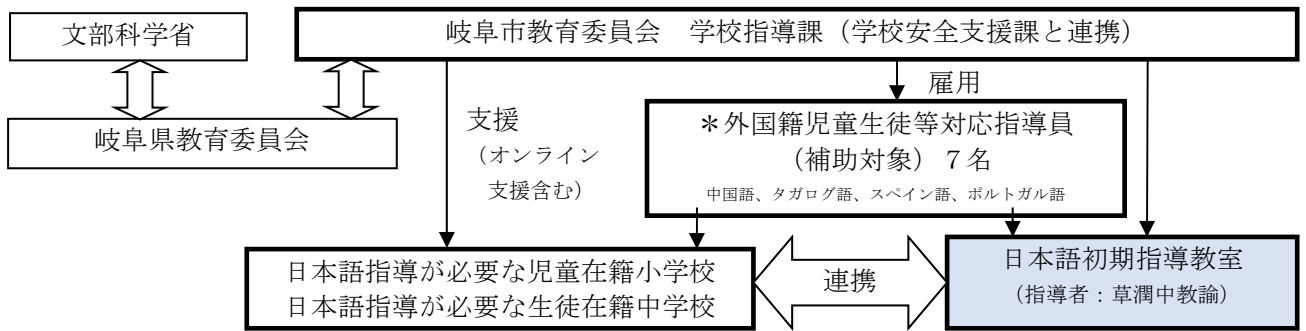 文部科学省
岐阜市教育委員会　学校指導課（学校安全支援課と連携）
岐阜県教育委員会
支援
（オンライン
支援含む）
雇用
＊外国籍児童生徒等対応指導員
（補助対象）７名
中国語、タガログ語、スペイン語、ポルトガル語
日本語指導が必要な児童在籍小学校
日本語指導が必要な生徒在籍中学校
連携
日本語初期指導教室
（指導者：草潤中教諭）